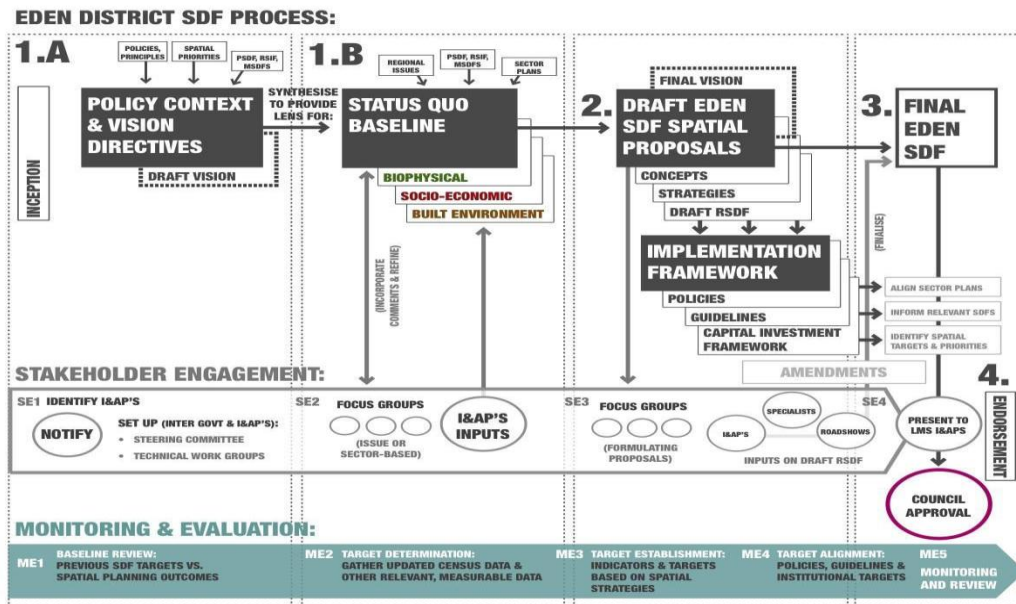 EDEN DISTRICT SDF PROCESS:
1.A
POLICIES,
PRINCIPLES
SPATIAL
PRIORITIES
PSDF, RSIF,
MSDFS
INCEPTION
POLICY CONTEXT
& VISION
DIRECTIVES
DRAFT VISION
SYNTHESISE
TO PROVIDE
LENS FOR:
1.B
REGIONAL
ISSUES
PSDF, RSIF,
MSDFS
SECTOR
PLANS
STATUS QUO
BASELINE
BIOPHYSICAL
SOCIO-ECONOMIC
BUILT ENVIRONMENT
(INCORPORATE
COMMENTS & REFINE)
2.
FINAL VISION
DRAFT EDEN
SDF SPATIAL
PROPOSALS
CONCEPTS
STRATEGIES
DRAFT RSDF
IMPLEMENTATION
FRAMEWORK
POLICIES
GUIDELINES
CAPITAL INVESTMENT
FRAMEWORK
3.
FINAL
EDEN
SDF
(FINALISE)
ALIGN SECTOR PLANS
INFORM RELEVANT SDFS
IDENTIFY SPATIAL
TARGETS & PRIORITIES
AMENDMENTS
STAKEHOLDER ENGAGEMENT:
SE1 IDENTIFY I&AP'S
NOTIFY
SET UP (INTER GOVT & I&AP'S):
• STEERING COMMITTEE
• TECHNICAL WORK GROUPS
SE2
FOCUS GROUPS
(ISSUE OR
SECTOR-BASED)
I&AP'S
INPUTS
SE3
FOCUS GROUPS
(FORMULATING
PROPOSALS)
I&AP'S
SPECIALISTS
ROADSHOWS
INPUTS ON DRAFT RSDF
SE4
4.
ENDORSEMENT
PRESENT TO
LMS I&APS
COUNCIL
APPROVAL
MONITORING & EVALUATION:
ME1
BASELINE REVIEW:
PREVIOUS SDF TARGETS VS.
SPATIAL PLANNING OUTCOMES
ME2
TARGET DETERMINATION:
GATHER UPDATED CENSUS DATA &
OTHER RELEVANT, MEASURABLE DATA
ME3
TARGET ESTABLISHMENT:
INDICATORS & TARGETS
BASED ON SPATIAL
STRATEGIES
ME4
TARGET ALIGNMENT:
POLICIES, GUIDELINES &
INSTITUTIONAL TARGETS
ME5
MONITORING
AND REVIEW